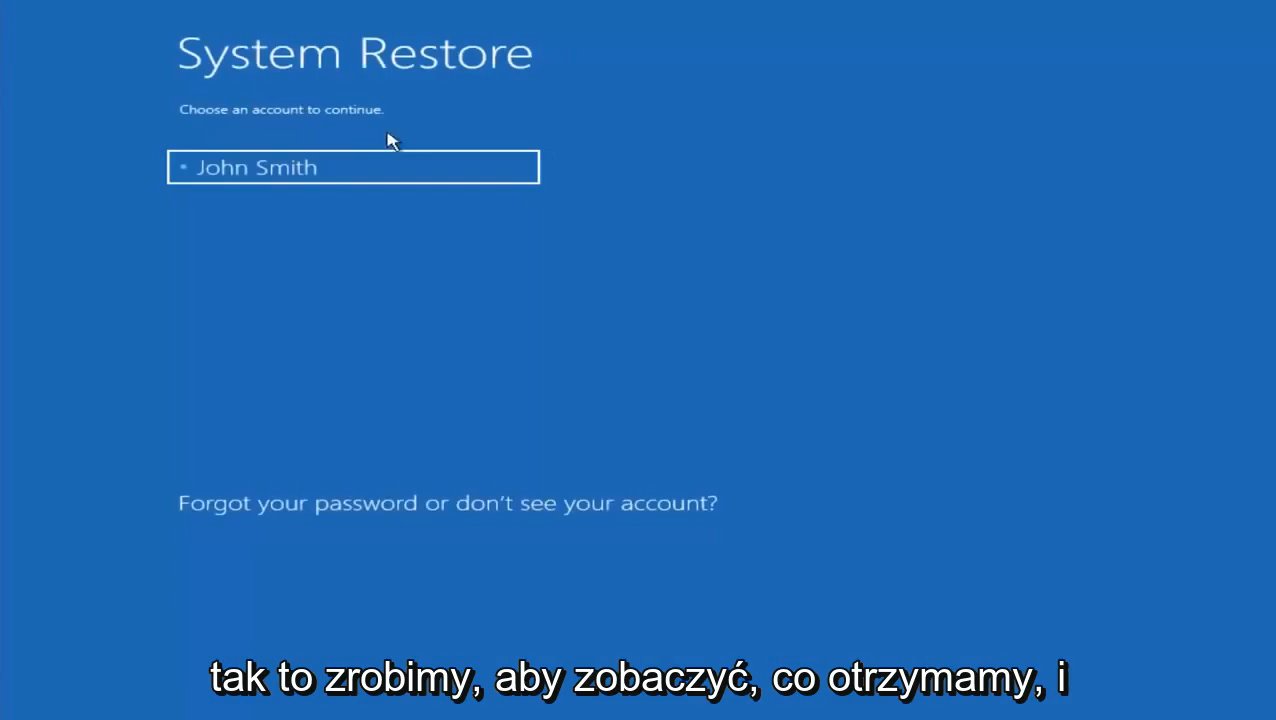 System Restore
Choose an account to continue.
John Smith
Forgot your password or don't see your account?
tak to zrobimy, aby zobaczyć, co otrzymamy, i